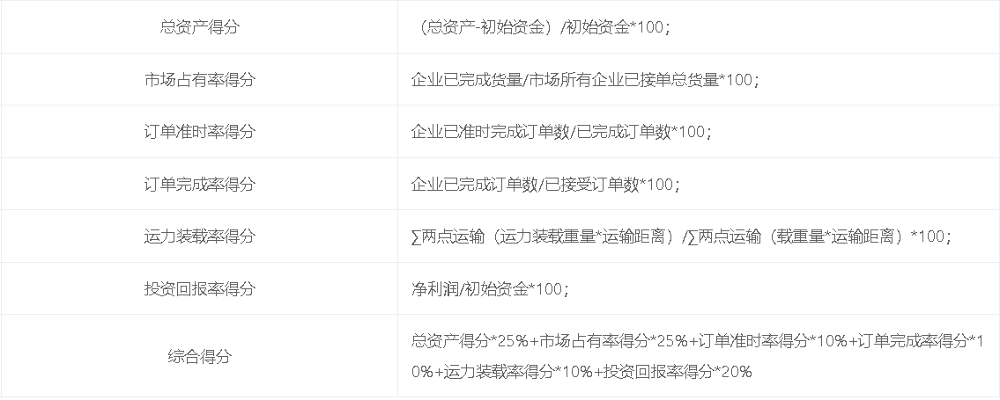 总资产得分
（总资产-初始资金）/初始资金*100；
市场占有率得分
企业已完成货量/市场所有企业已接单总货量*100；
订单准时率得分
企业已准时完成订单数/已完成订单数*100；
订单完成率得分
企业已完成订单数/已接受订单数*100；
运力装载率得分
∑两点运输（运力装载重量*运输距离）/∑两点运输（载重量*运输距离）*100；
投资回报率得分
净利润/初始资金*100；
综合得分
总资产得分*25%+市场占有率得分*25%+订单准时率得分*10%+订单完成率得分*1
0%+运力装载率得分*10%+投资回报率得分*20%